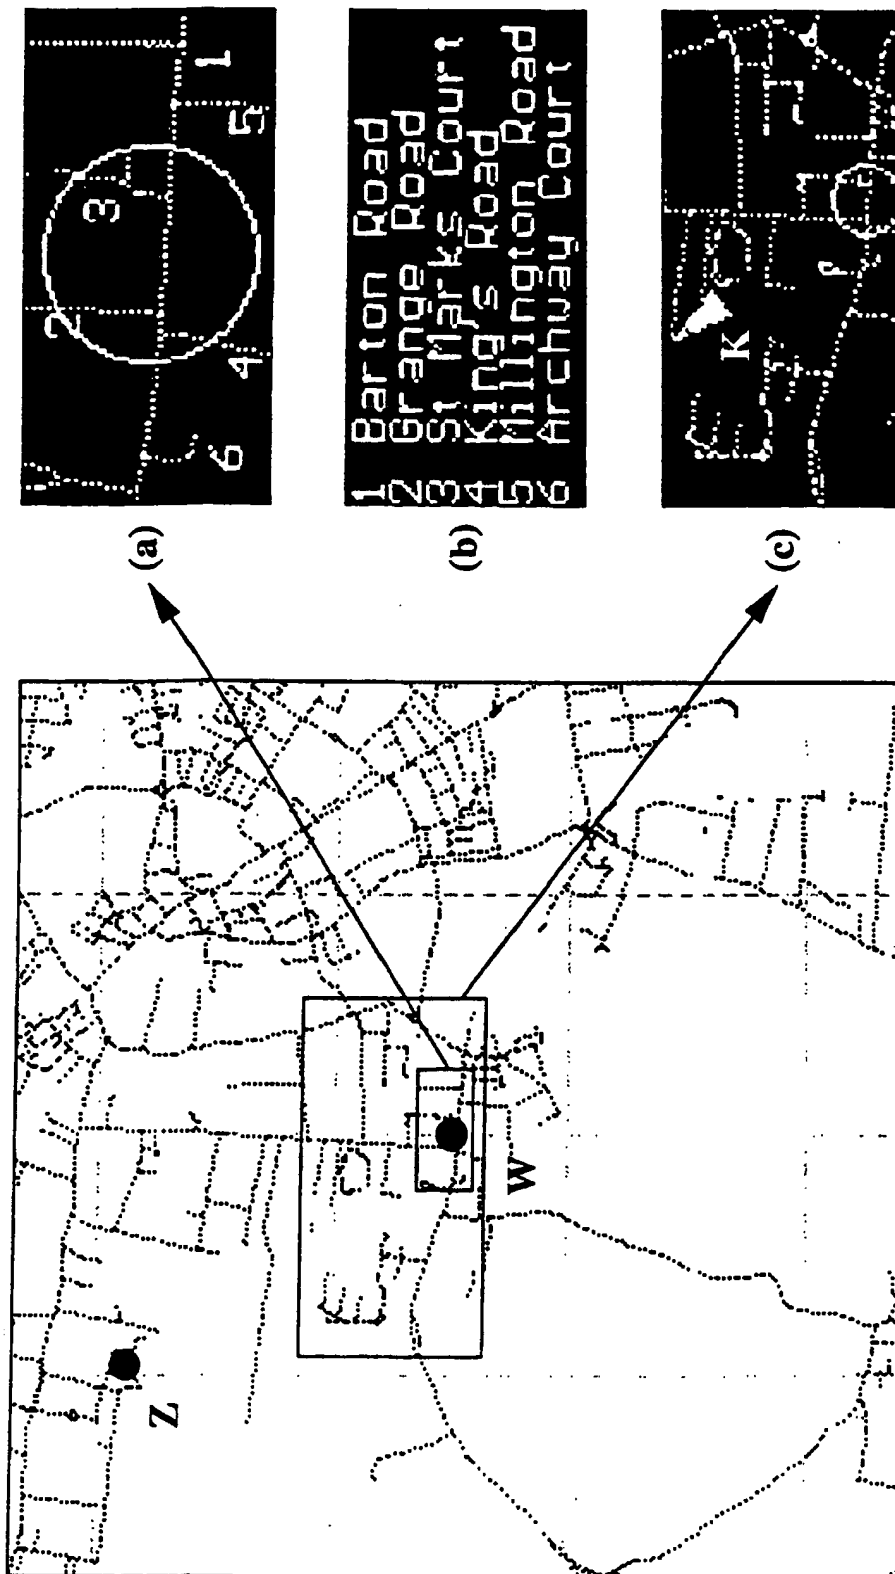 1
2
3
4
5
6
(a)
1 Barton Road
2 Grange Road
3 St Marks Court
4 King's Road
5 Millington Road
6 Archway Court
(b)
K
(c)
Z
W